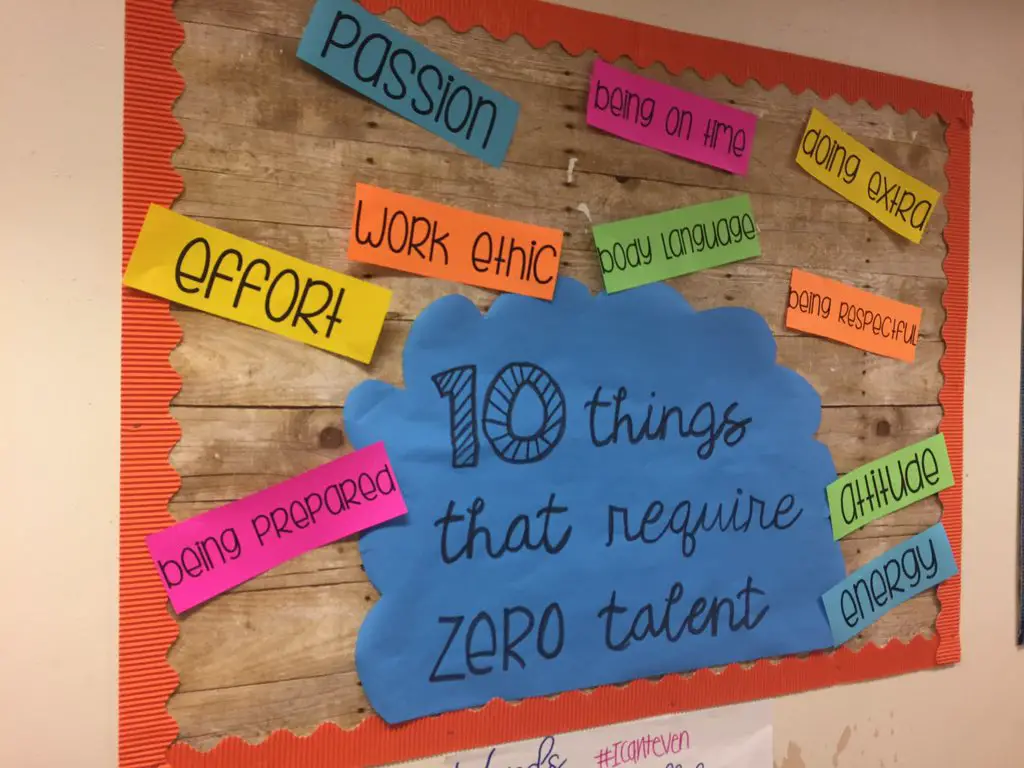 passion
being on time
doing extra
work ethic
body language
effort
being respectful
10 things
that require
zero talent
being prepared
attitude
energy
#Icanteven